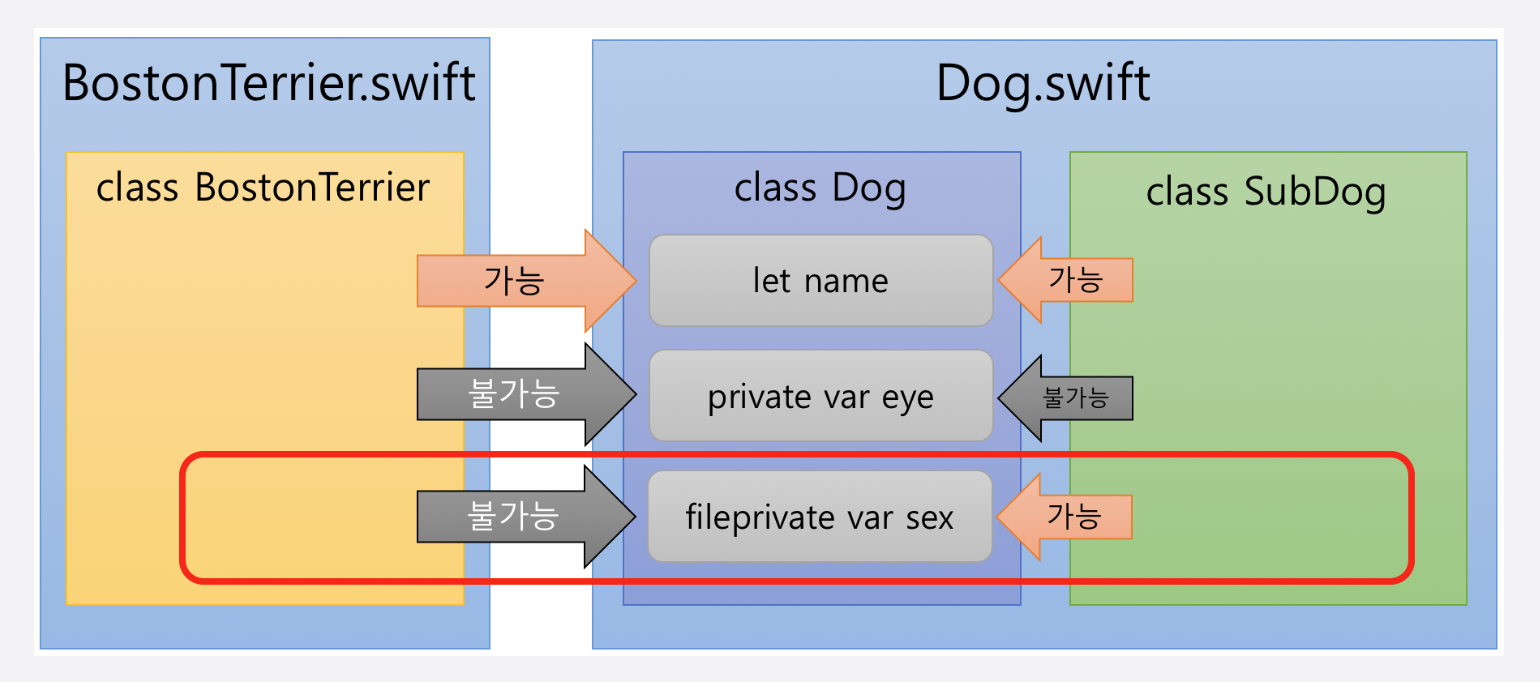 BostonTerrier.swift
Dog.swift
class BostonTerrier
class Dog
class SubDog
가능
let name
가능
불가능
private var eye
불가능
불가능
fileprivate var sex
가능